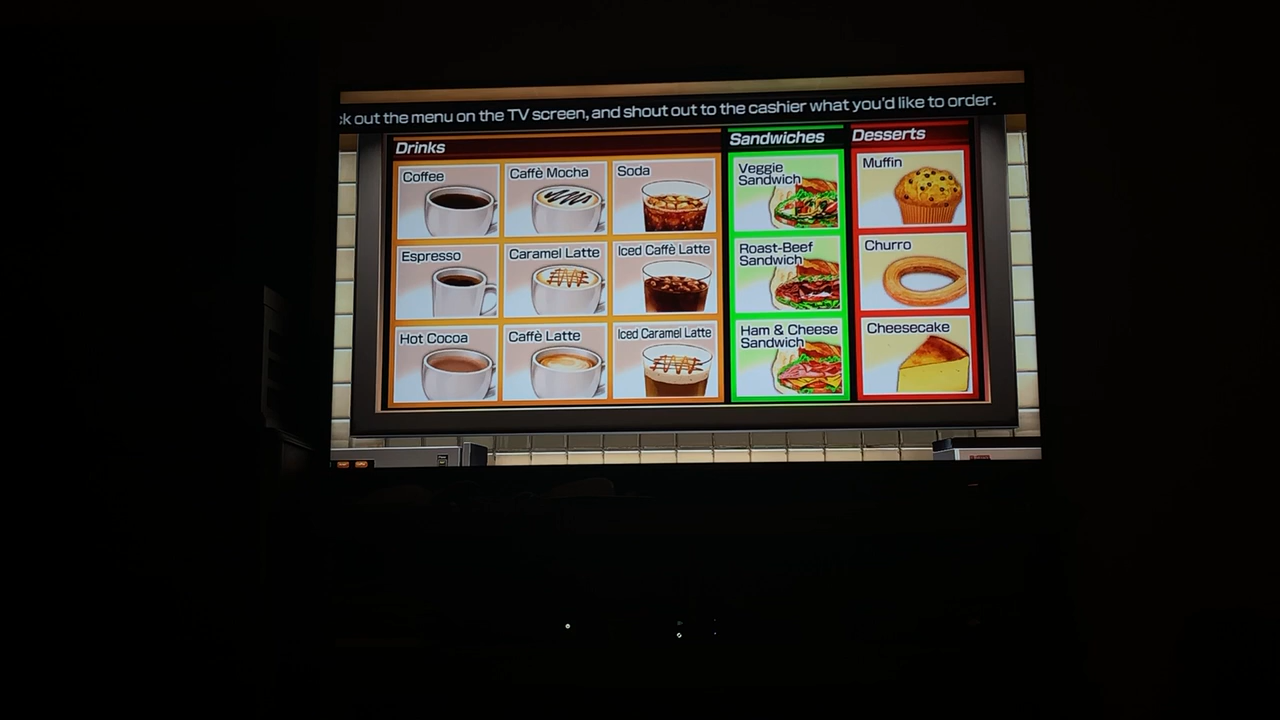 ck out the menu on the TV screen, and shout out to the cashier what you'd like to order.
Drinks
Coffee
Caffè Mocha
Soda
Espresso
Caramel Latte
Iced Caffè Latte
Hot Cocoa
Caffè Latte
Iced Caramel Latte
Sandwiches
Veggie
Sandwich
Roast-Beef
Sandwich
Ham & Cheese
Sandwich
Desserts
Muffin
Churro
Cheesecake